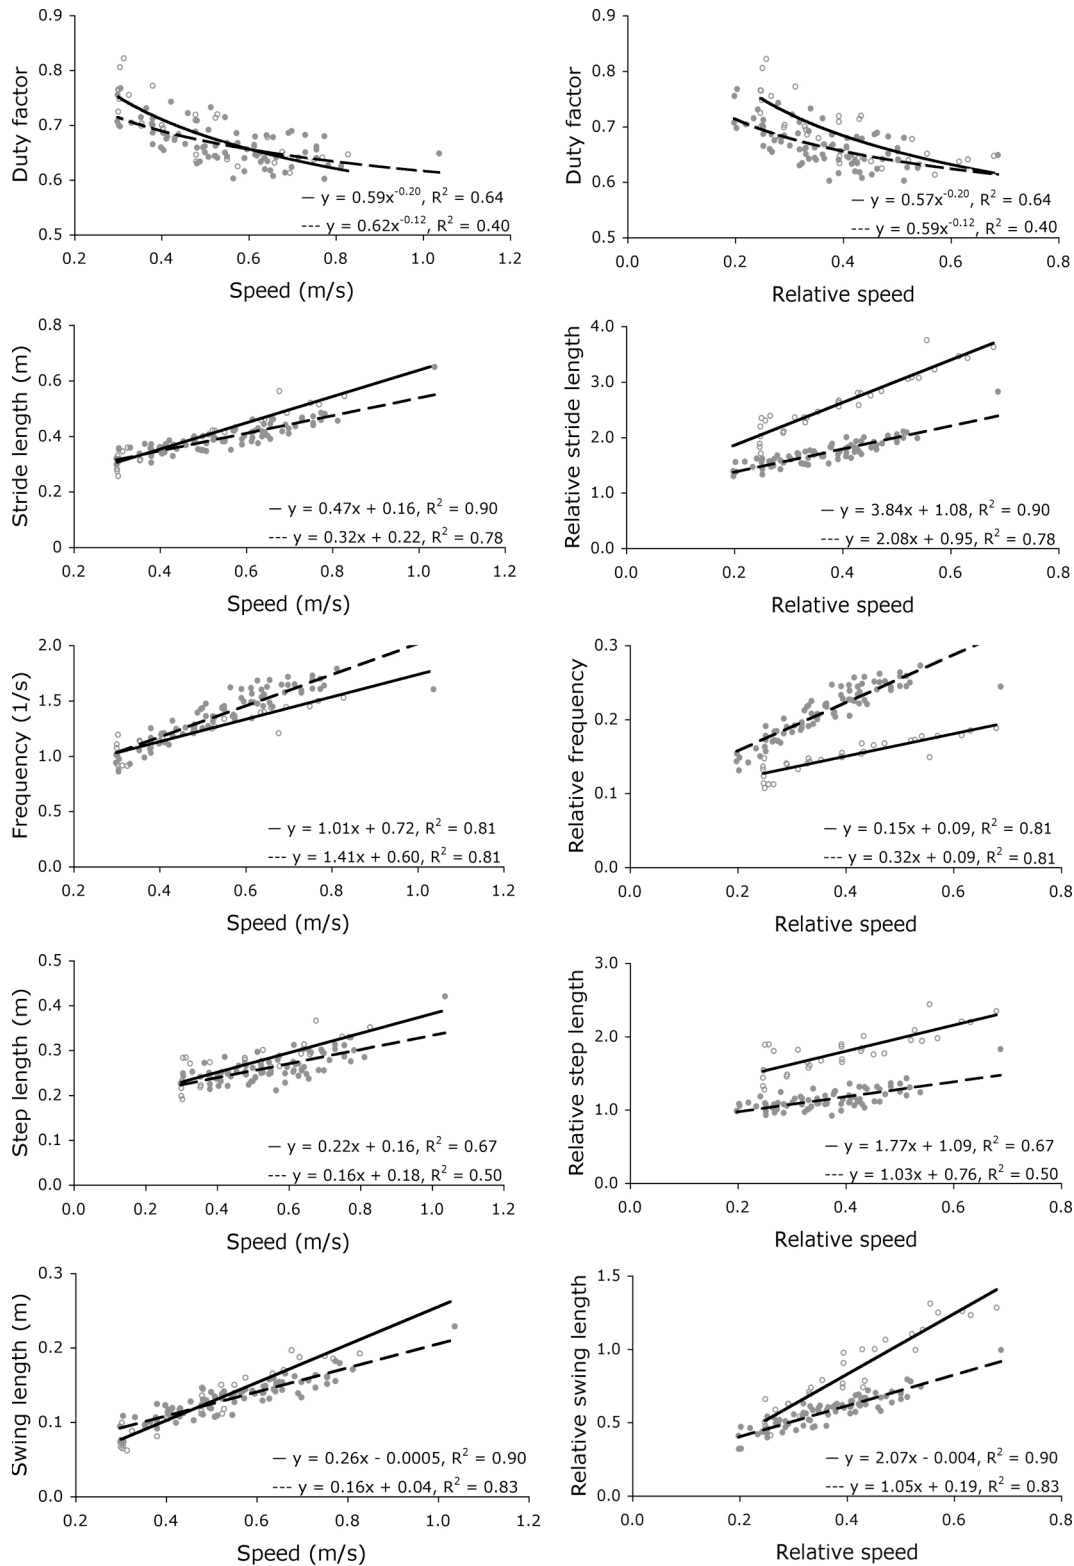 0.9
0.8
0.7
0.6
0.5
Duty factor
— y = 0.59x^-0.20, R² = 0.64
--- y = 0.62x^-0.12, R² = 0.40
0.2 0.4 0.6 0.8 1.0 1.2
Speed (m/s)
0.9
0.8
0.7
0.6
0.5
Duty factor
— y = 0.57x^-0.20, R² = 0.64
--- y = 0.59x^-0.12, R² = 0.40
0.0 0.2 0.4 0.6 0.8
Relative speed
0.8
0.6
0.4
0.2
0
Stride length (m)
— y = 0.47x + 0.16, R² = 0.90
--- y = 0.32x + 0.22, R² = 0.78
0.2 0.4 0.6 0.8 1.0 1.2
Speed (m/s)
4.0
3.0
2.0
1.0
0.0
Relative stride length
— y = 3.84x + 1.08, R² = 0.90
--- y = 2.08x + 0.95, R² = 0.78
0.0 0.2 0.4 0.6 0.8
Relative speed
2.0
1.5
1.0
0.5
0.0
Frequency (1/s)
— y = 1.01x + 0.72, R² = 0.81
--- y = 1.41x + 0.60, R² = 0.81
0.2 0.4 0.6 0.8 1.0 1.2
Speed (m/s)
0.3
0.2
0.1
0.0
Relative frequency
— y = 0.15x + 0.09, R² = 0.81
--- y = 0.32x + 0.09, R² = 0.81
0.0 0.2 0.4 0.6 0.8
Relative speed
0.5
0.4
0.3
0.2
0.1
0.0
Step length (m)
— y = 0.22x + 0.16, R² = 0.67
--- y = 0.16x + 0.18, R² = 0.50
0.0 0.2 0.4 0.6 0.8 1.0 1.2
Speed (m/s)
3.0
2.0
1.0
0.0
Relative step length
— y = 1.77x + 1.09, R² = 0.67
--- y = 1.03x + 0.76, R² = 0.50
0.0 0.2 0.4 0.6 0.8
Relative speed
0.3
0.2
0.1
0.0
Swing length (m)
— y = 0.26x - 0.0005, R² = 0.90
--- y = 0.16x + 0.04, R² = 0.83
0.2 0.4 0.6 0.8 1.0 1.2
Speed (m/s)
1.5
1.0
0.5
0.0
Relative swing length
— y = 2.07x - 0.004, R² = 0.90
--- y = 1.05x + 0.19, R² = 0.83
0.0 0.2 0.4 0.6 0.8
Relative speed